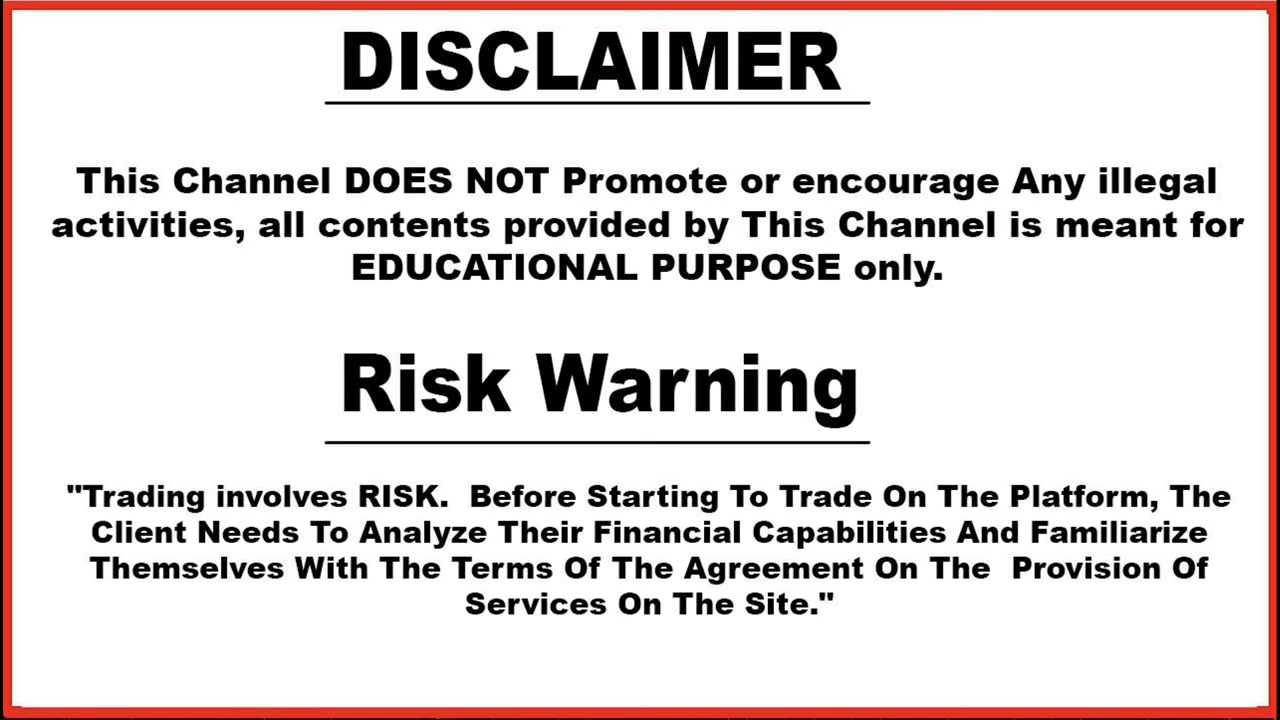 DISCLAIMER
This Channel DOES NOT Promote or encourage Any illegal
activities, all contents provided by This Channel is meant for
EDUCATIONAL PURPOSE only.
Risk Warning
"Trading involves RISK.  Before Starting To Trade On The Platform, The
Client Needs To Analyze Their Financial Capabilities And Familiarize
Themselves With The Terms Of The Agreement On The  Provision Of
Services On The Site."